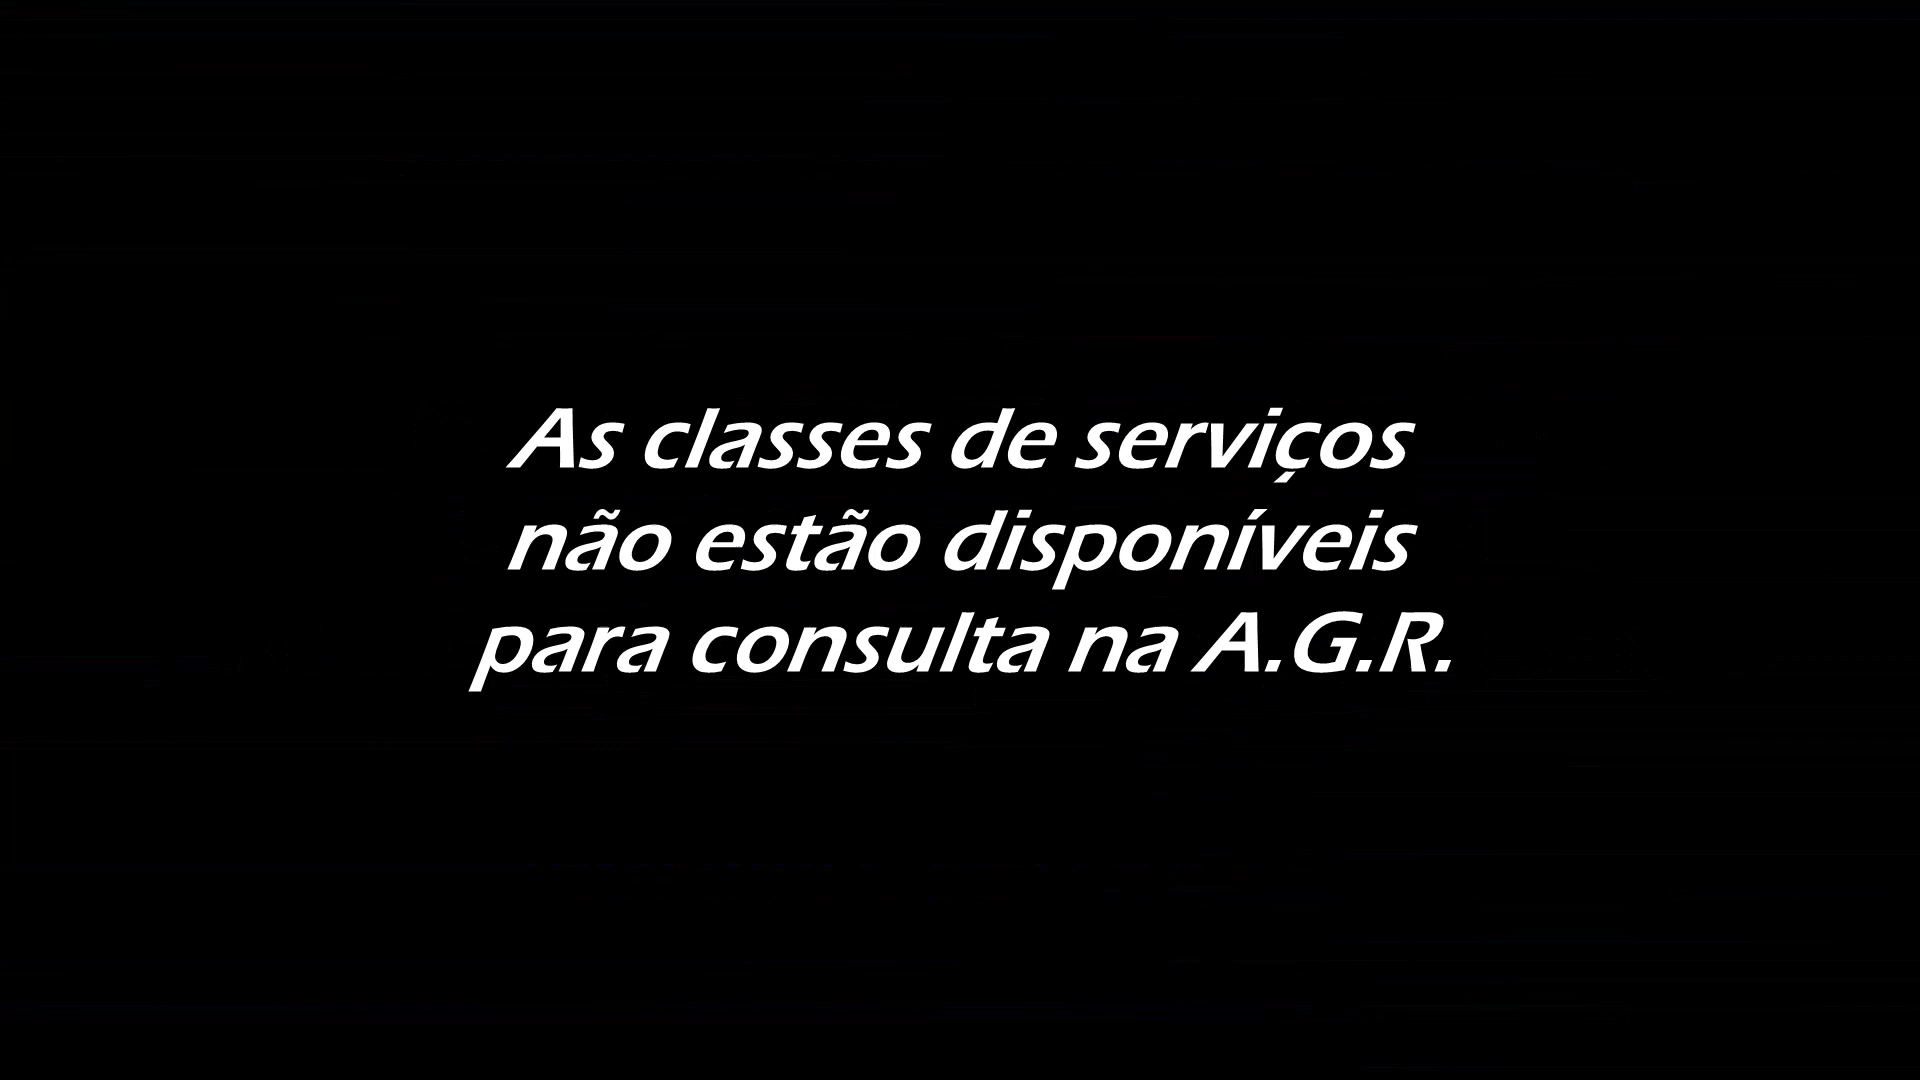 As classes de serviços
não estão disponíveis
para consulta na A.G.R.